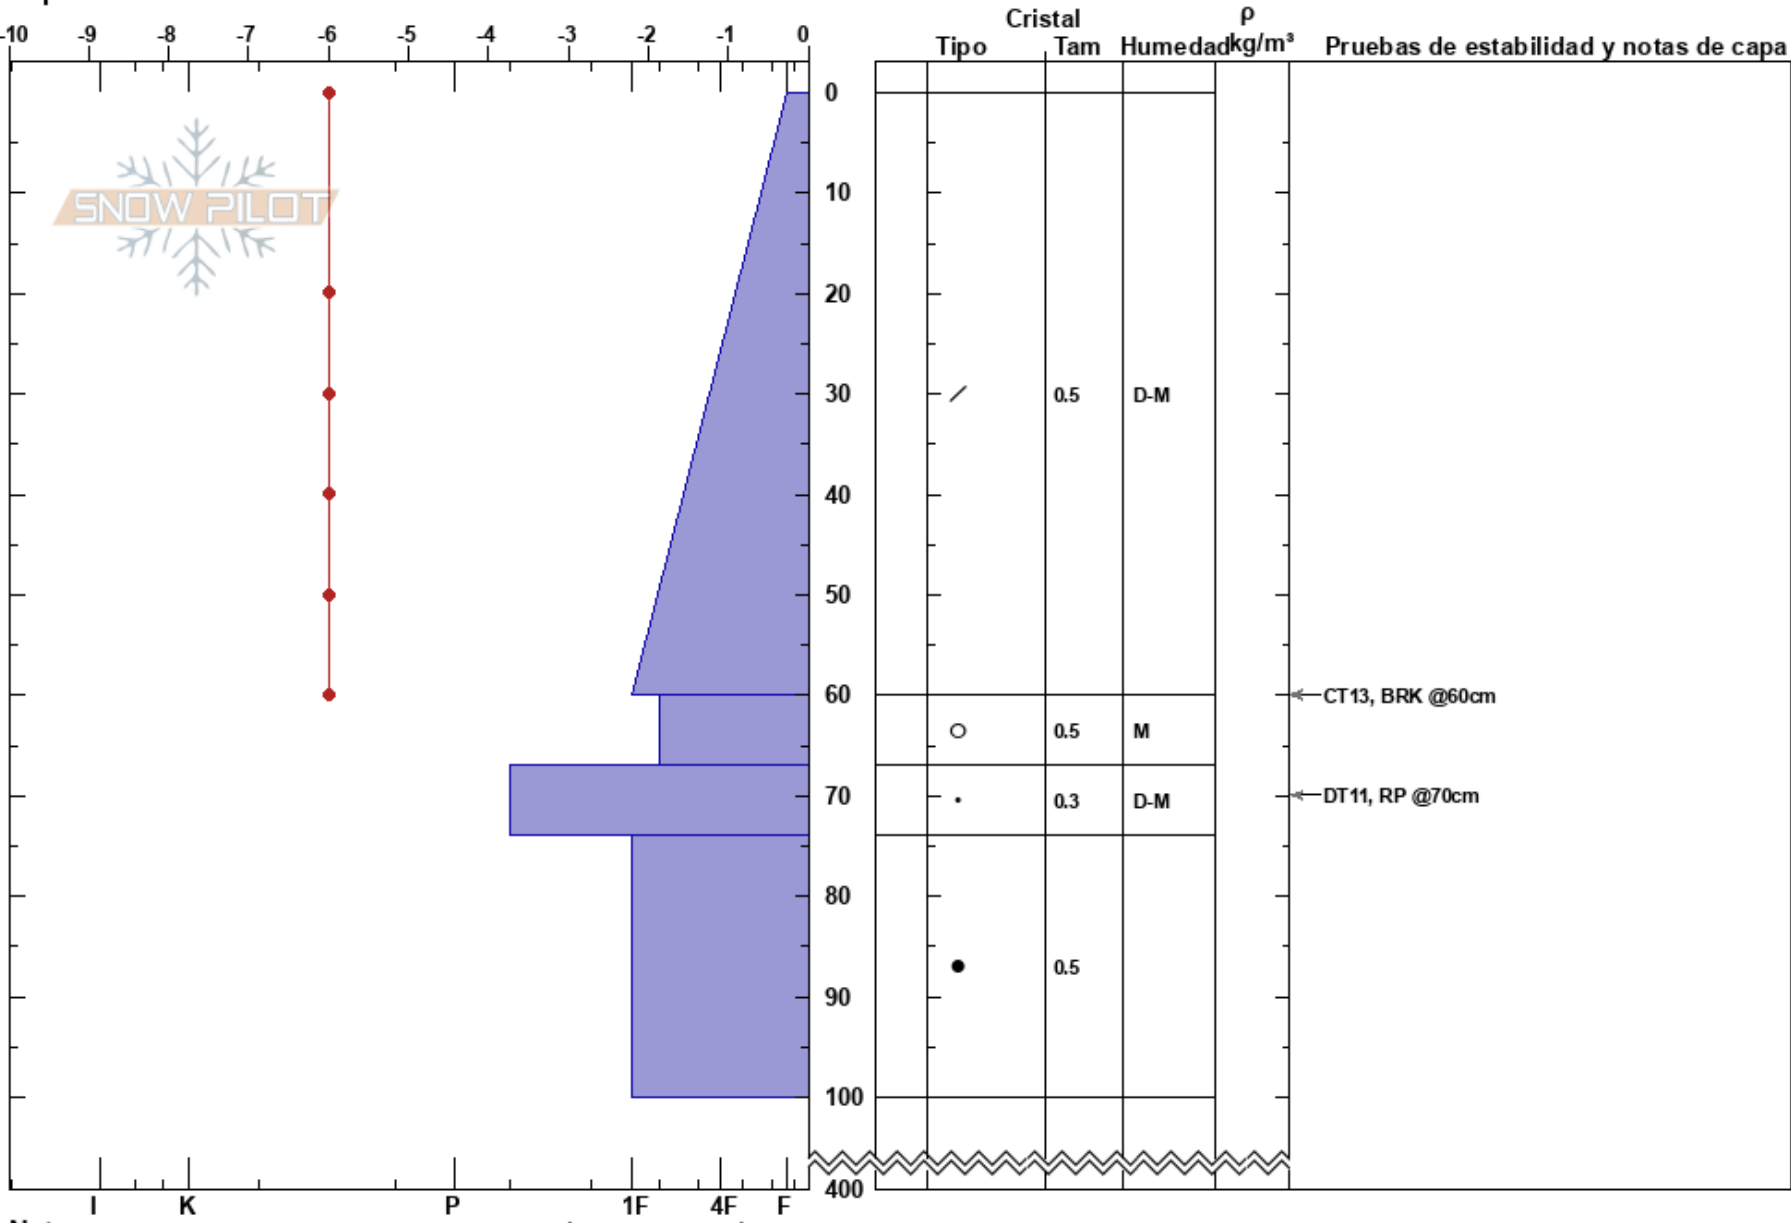 Cristal ρ
-10 -9 -8 -7 -6 -5 -4 -3 -2 -1 0 Tipo Tam Humedad kg/m³ Pruebas de estabilidad y notas de capa
0
SNOW PILOT
10
20
30 0.5 D-M
40
50
60 CT13, BRK @60cm
0.5 M
70 0.3 D-M DT11, RP @70cm
80
0.5
90
100
400
I K P 1F 4F F